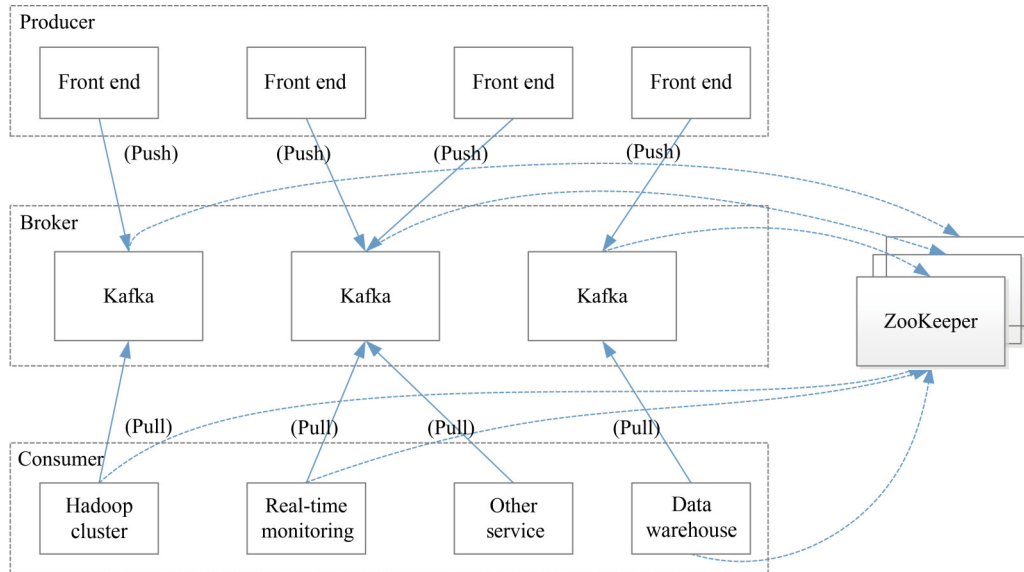 Producer
Front end
Front end
Front end
Front end
(Push)
(Push)
(Push)
(Push)
Broker
Kafka
Kafka
Kafka
ZooKeeper
(Pull)
(Pull)
(Pull)
(Pull)
Consumer
Hadoop
cluster
Real-time
monitoring
Other
service
Data
warehouse